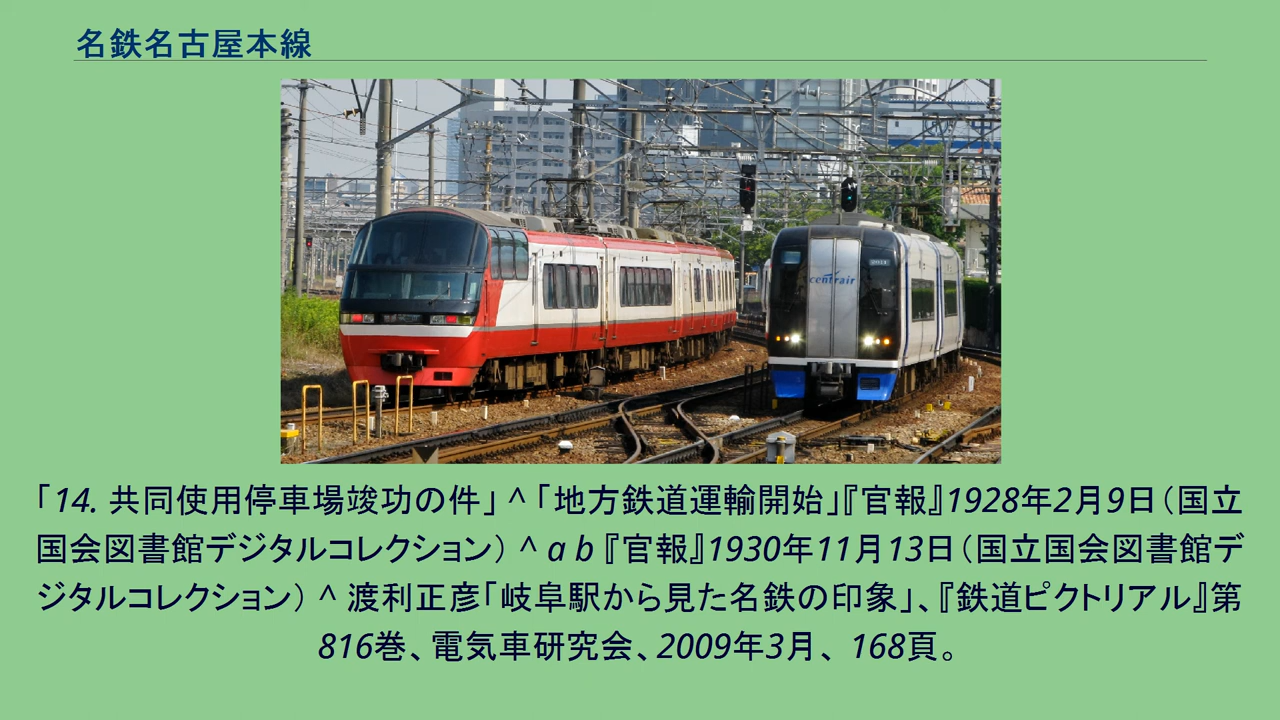 名鉄名古屋本線
centrair
「14. 共同使用停車場竣功の件」 ^ 「地方鉄道運輸開始」『官報』1928年2月9日（国立
国会図書館デジタルコレクション） ^ a b 『官報』1930年11月13日（国立国会図書館デ
ジタルコレクション） ^ 渡利正彦「岐阜駅から見た名鉄の印象」、『鉄道ピクトリアル』第
816巻、電気車研究会、2009年3月、 168頁。